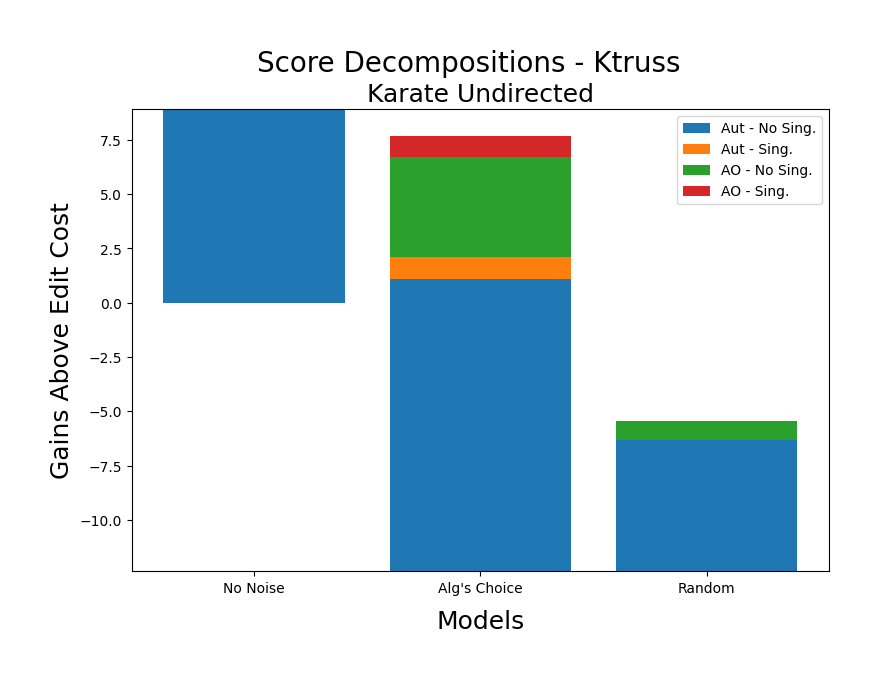 Score Decompositions - Ktruss
Karate Undirected
Aut - No Sing.
Aut - Sing.
AO - No Sing.
AO - Sing.
Gains Above Edit Cost
7.5
5.0
2.5
0.0
−2.5
−5.0
−7.5
−10.0
No Noise
Alg's Choice
Random
Models